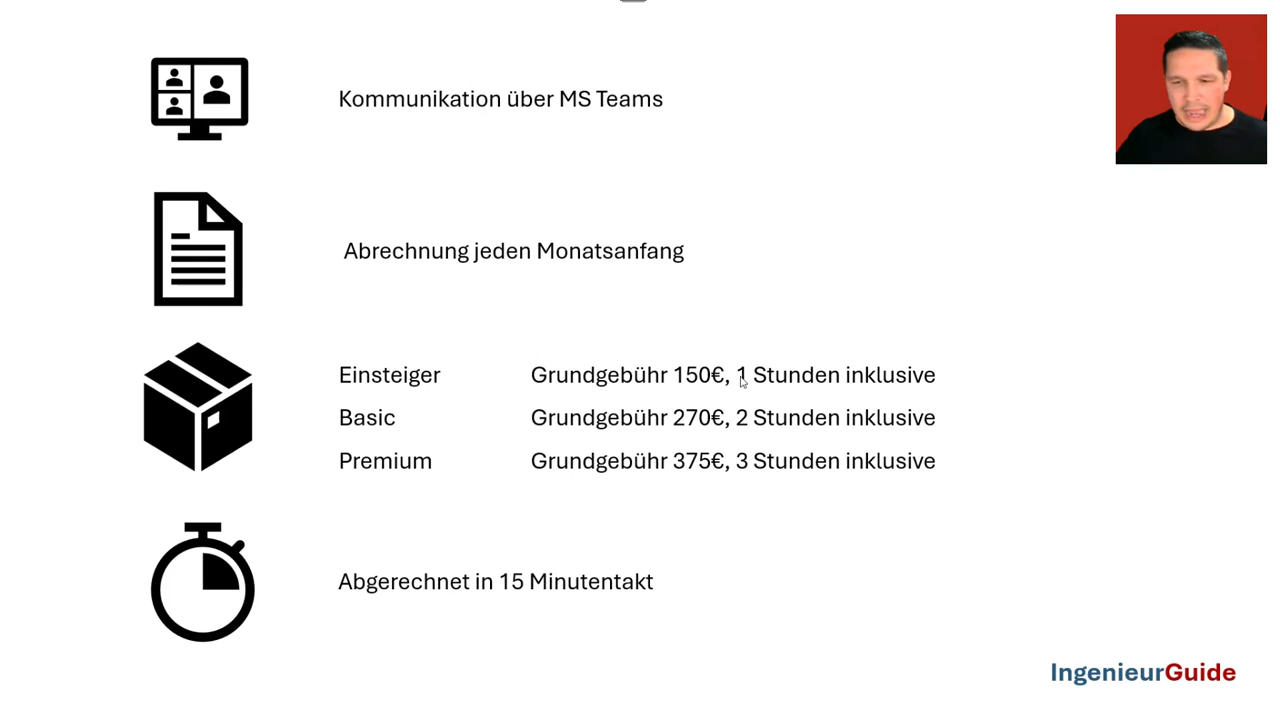 Kommunikation über MS Teams
Abrechnung jeden Monatsanfang
Einsteiger Grundgebühr 150€, 1 Stunden inklusive
Basic Grundgebühr 270€, 2 Stunden inklusive
Premium Grundgebühr 375€, 3 Stunden inklusive
Abgerechnet in 15 Minutentakt
IngenieurGuide